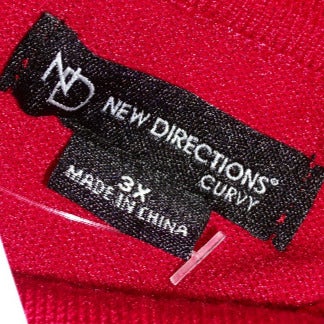 ND
NEW DIRECTIONS®
CURVY
3X
MADE IN CHINA